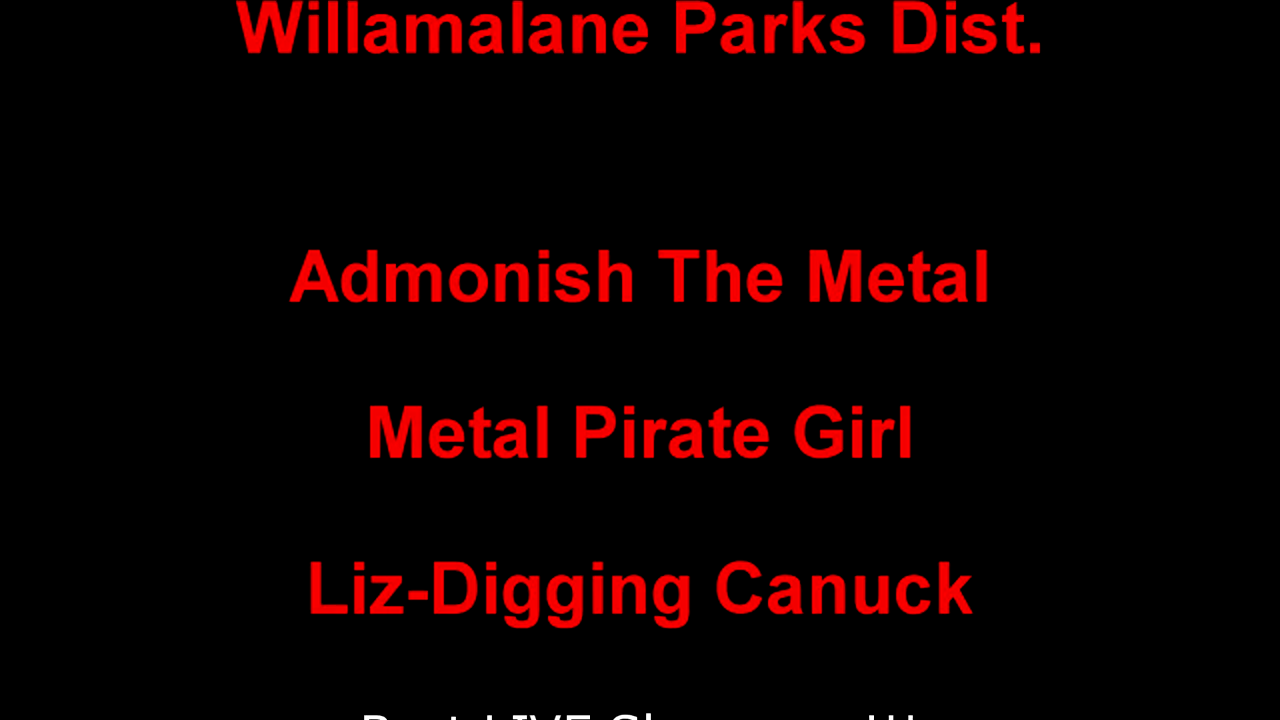 Willamalane Parks Dist.
Admonish The Metal
Metal Pirate Girl
Liz-Digging Canuck